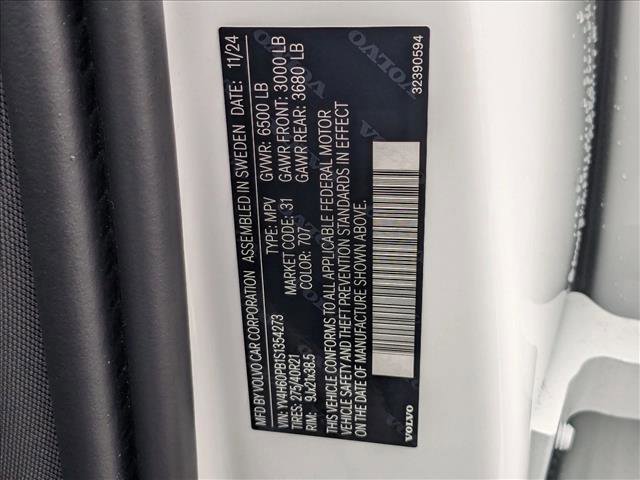 MFD BY VOLVO CAR CORPORATION ASSEMBLED IN SWEDEN DATE: 11/24
VIN: YV4H60PB1S1354273 TYPE: MPV GVWR: 6500 LB
TIRES: 275/40R21 MARKET CODE: 31 GAWR FRONT: 3000 LB
RIM: 9Jx21x38.5 COLOR: 707 GAWR REAR: 3680 LB
THIS VEHICLE CONFORMS TO ALL APPLICABLE FEDERAL MOTOR
VEHICLE SAFETY AND THEFT PREVENTION STANDARDS IN EFFECT
ON THE DATE OF MANUFACTURE SHOWN ABOVE.
VOLVO 32390594
VOLVO